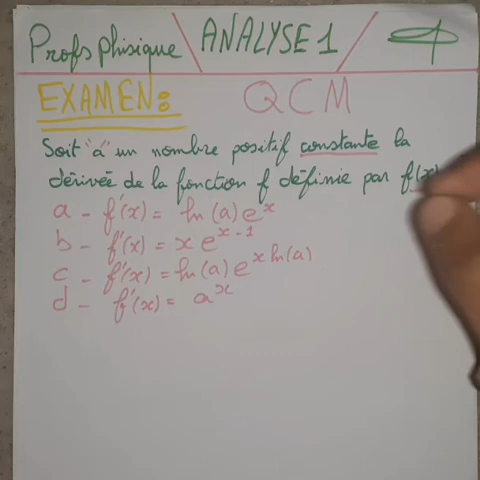 Profs phisique
ANALYSE 1
EXAMEN:
QCM
Soit "a" un nombre positif constante la
dérivée de la fonction f définie par f(x)
a - f'(x) = ln(a)e^x
b - f'(x) = x e^{x-1}
c - f'(x) = ln(a) e^{x ln(a)}
d - f'(x) = a^x